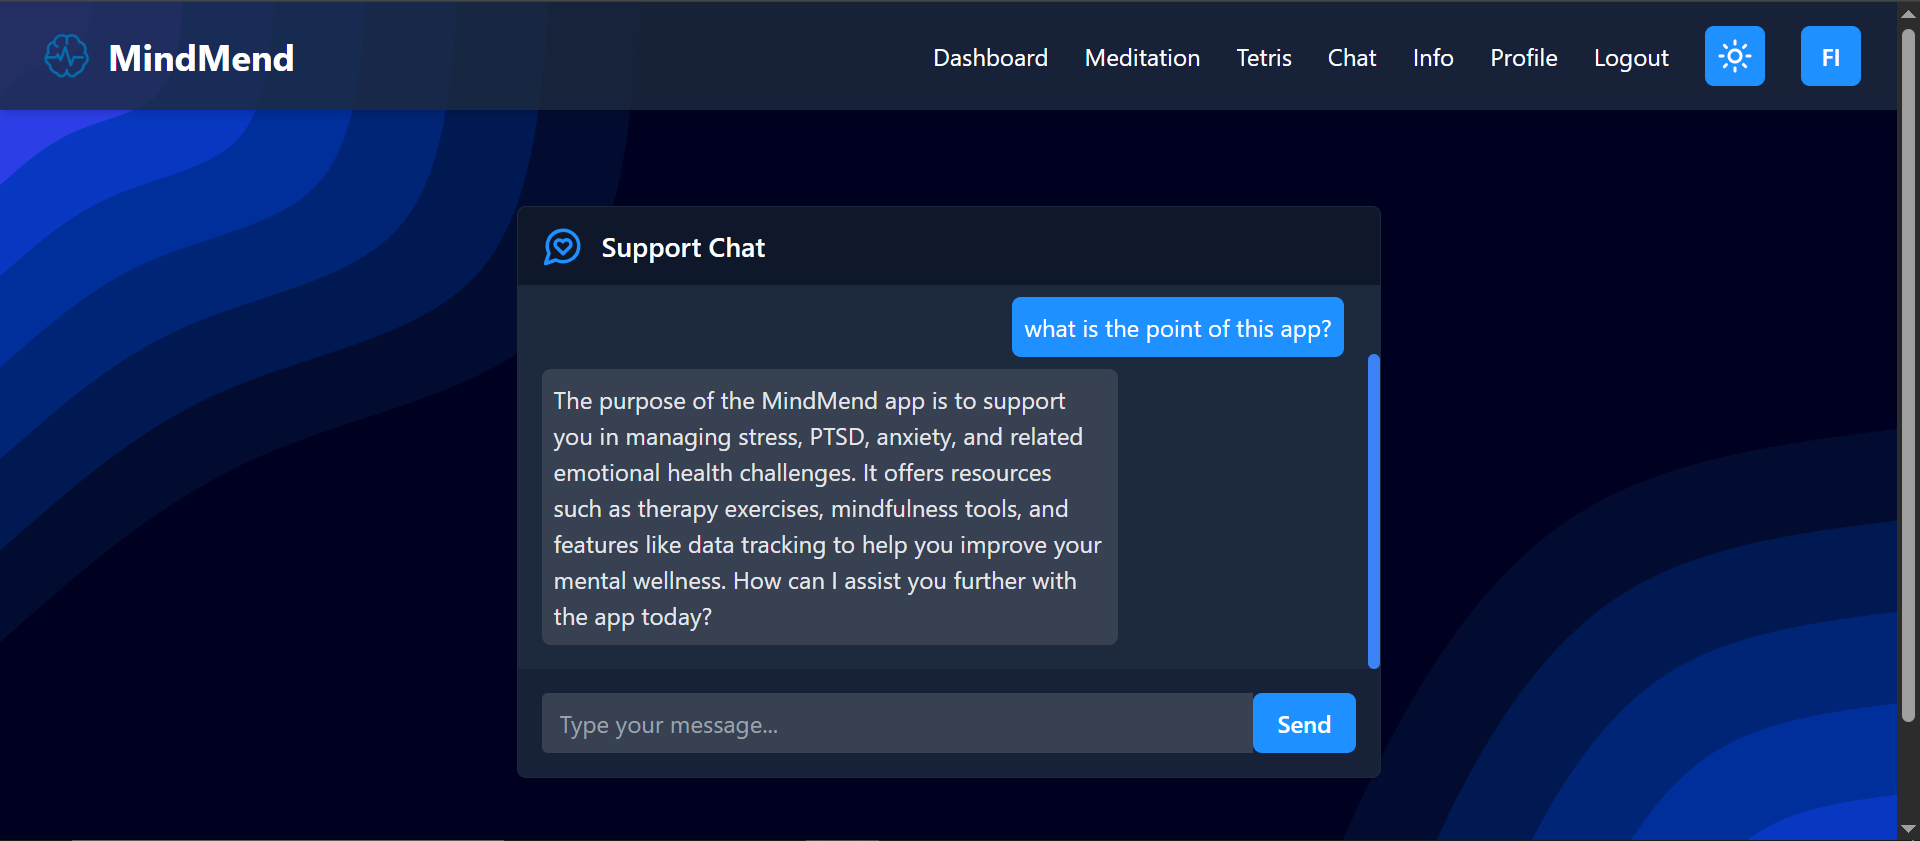 MindMend
Dashboard Meditation Tetris Chat Info Profile Logout FI
Support Chat
what is the point of this app?
The purpose of the MindMend app is to support
you in managing stress, PTSD, anxiety, and related
emotional health challenges. It offers resources
such as therapy exercises, mindfulness tools, and
features like data tracking to help you improve your
mental wellness. How can I assist you further with
the app today?
Type your message...
Send